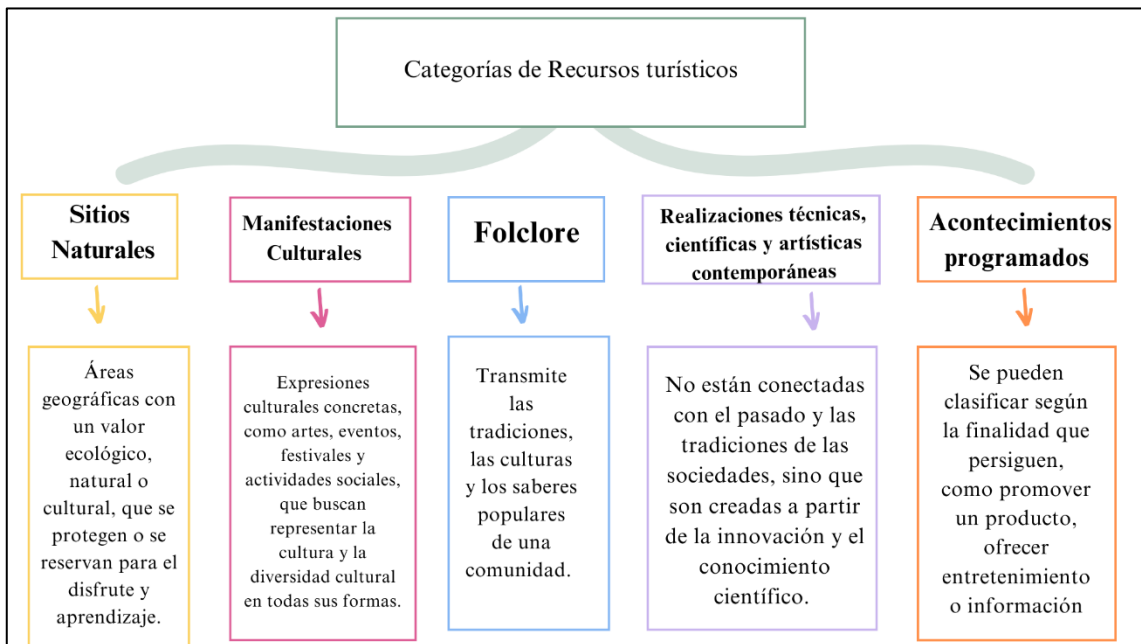 Categorías de Recursos turísticos
Sitios
Naturales
Manifestaciones
Culturales
Folclore
Realizaciones técnicas,
científicas y artísticas
contemporáneas
Acontecimientos
programados
Áreas
geográficas con
un valor
ecológico,
natural o
cultural, que se
protegen o se
reservan para el
disfrute y
aprendizaje.
Expresiones
culturales concretas,
como artes, eventos,
festivales y
actividades sociales,
que buscan
representar la
cultura y la
diversidad cultural
en todas sus formas.
Transmite
las
tradiciones,
las culturas
y los saberes
populares
de una
comunidad.
No están conectadas
con el pasado y las
tradiciones de las
sociedades, sino que
son creadas a partir
de la innovación y el
conocimiento
científico.
Se pueden
clasificar según
la finalidad que
persiguen,
como promover
un producto,
ofrecer
entretenimiento
o información